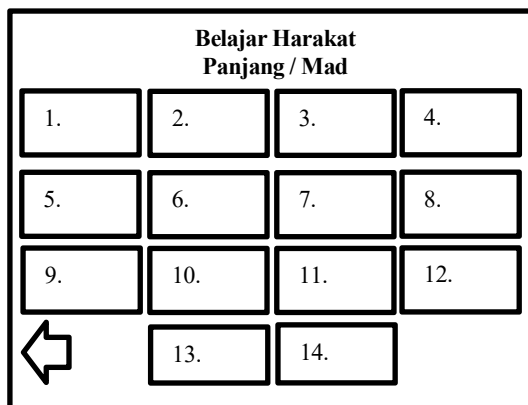 Belajar Harakat
Panjang / Mad
1. 2. 3. 4.
5. 6. 7. 8.
9. 10. 11. 12.
13. 14.